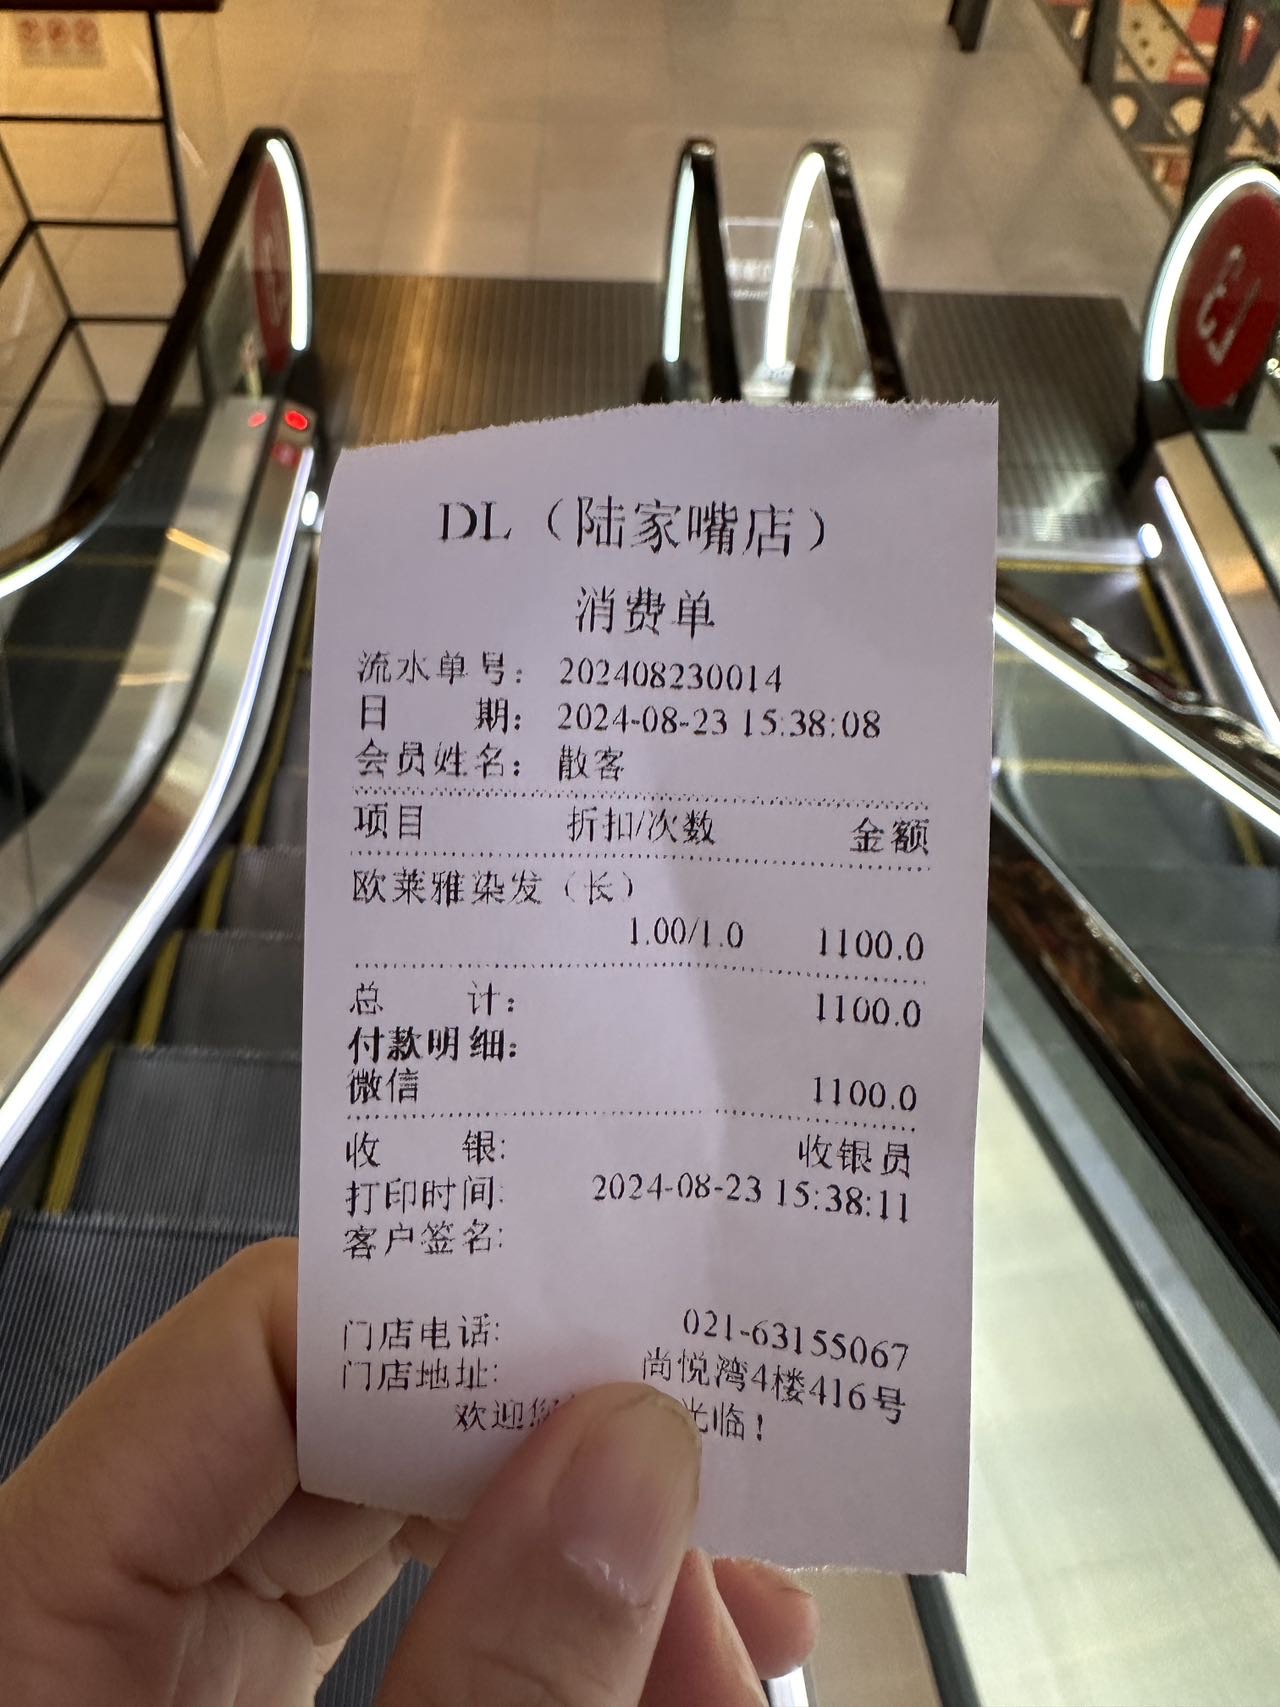 L3
DL（陆家嘴店）
消费单
流水单号： 202408230014
日 期： 2024-08-23 15:38:08
会员姓名： 散客
项目 折扣/次数 金额
欧莱雅染发（长）
1.00/1.0 1100.0
总 计： 1100.0
付款明细：
微信 1100.0
收 银: 收银员
打印时间: 2024-08-23 15:38:11
客户签名:
门店电话: 021-63155067
门店地址: 尚悦湾4楼416号
欢迎您 光临！